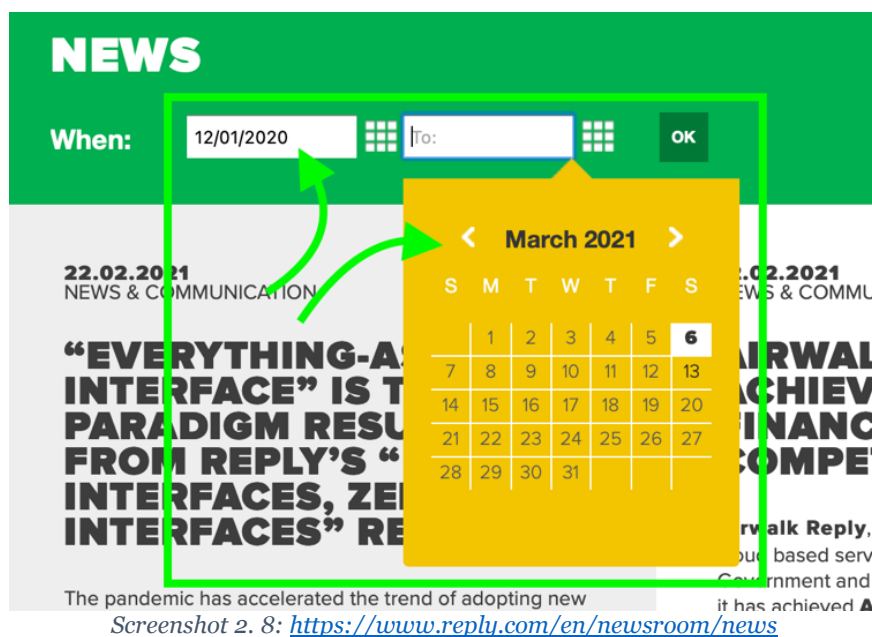 NEWS
When: 12/01/2020 To: OK
March 2021
S M T W T F S
1 2 3 4 5 6
7 8 9 10 11 12 13
14 15 16 17 18 19 20
21 22 23 24 25 26 27
28 29 30 31
22.02.2021
NEWS & COMMUNICATION
“EVERYTHING-AS
INTERFACE” IS T
PARADIGM RESU
FROM REPLY’S “
INTERFACES, ZE
INTERFACES” RE
The pandemic has accelerated the trend of adopting new
.02.2021
EWS & COMMU
AIRWAL
ACHIEV
FINANC
COMPE
rwalk Reply,
oud based serv
Government and
it has achieved A
Screenshot 2. 8: https://www.reply.com/en/newsroom/news